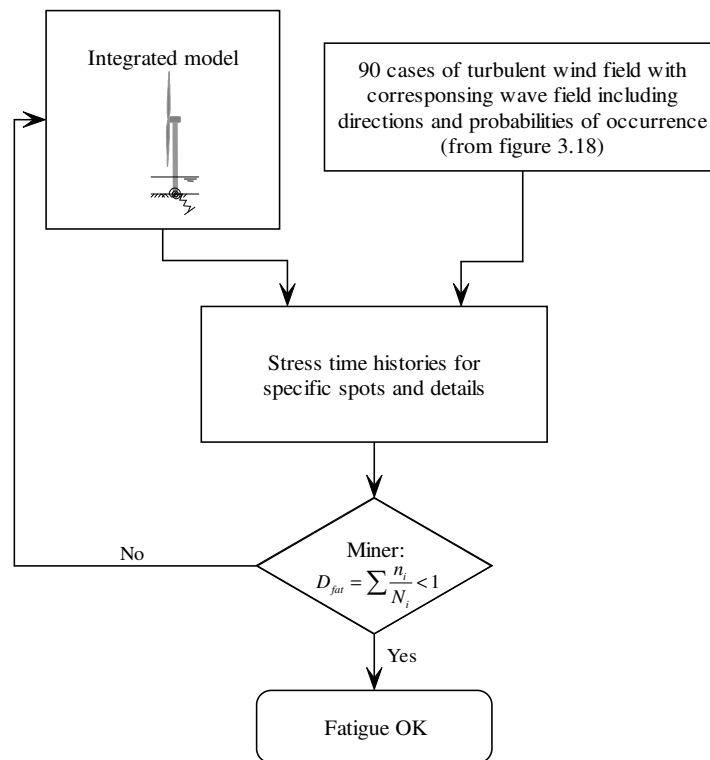 Integrated model
90 cases of turbulent wind field with
corresponsing wave field including
directions and probabilities of occurrence
(from figure 3.18)
Stress time histories for
specific spots and details
Miner:
D_fat = ∑ n_i / N_i < 1
No
Yes
Fatigue OK